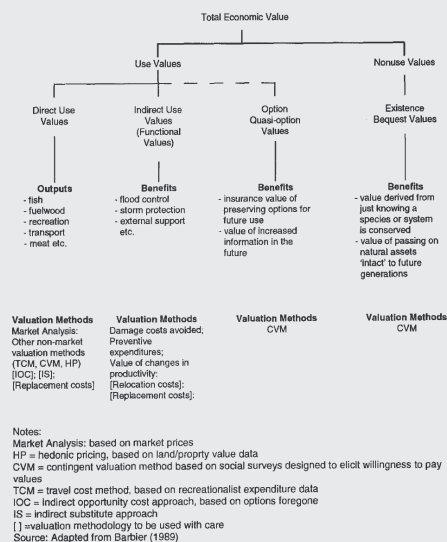 Total Economic Value
Use Values
Nonuse Values
Direct Use
Values
Indirect Use
Values
(Functional
Values)
Option
Quasi-option
Values
Existence
Bequest Values
Outputs
- fish
- fuelwood
- recreation
- transport
- meat etc.
Benefits
- flood control
- storm protection
- external support
etc.
Benefits
- insurance value of
preserving options for
future use
- value of increased
information in the
future
Benefits
- value derived from
just knowing a
species or system
is conserved
- value of passing on
natural assets
'intact' to future
generations
Valuation Methods
Market Analysis:
Other non-market
valuation methods
(TCM, CVM, HP)
[IOC]; [IS];
[Replacement costs]
Valuation Methods
Damage costs avoided;
Preventive
expenditures;
Value of changes in
productivity:
[Relocation costs];
[Replacement costs]:
Valuation Methods
CVM
Valuation Methods
CVM
Notes:
Market Analysis: based on market prices
HP = hedonic pricing, based on land/proprty value data
CVM = contingent valuation method based on social surveys designed to elicit willingness to pay
values
TCM = travel cost method, based on recreationalist expenditure data
IOC = indirect opportunity cost approach, based on options foregone
IS = indirect substitute approach
[ ] =valuation methodology to be used with care
Source: Adapted from Barbier (1989)